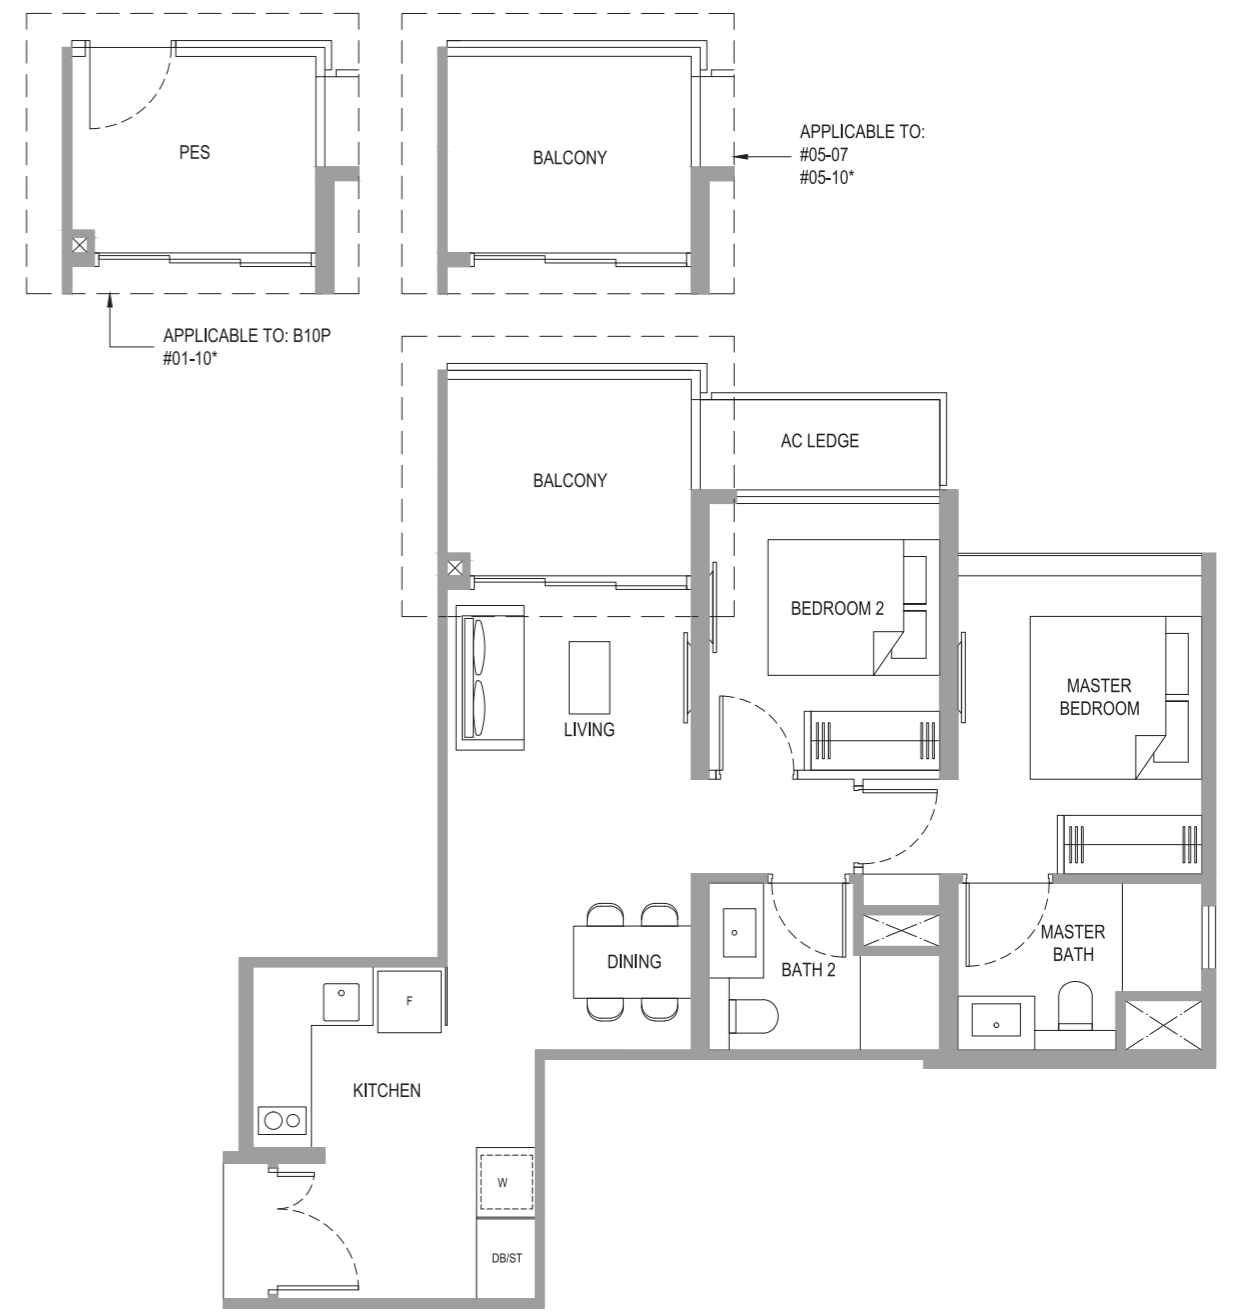 PES
BALCONY
APPLICABLE TO:
#05-07
#05-10*
APPLICABLE TO: B10P
#01-10*
AC LEDGE
BALCONY
BEDROOM 2
MASTER
BEDROOM
LIVING
DINING
BATH 2
MASTER
BATH
F
KITCHEN
W
DB/ST